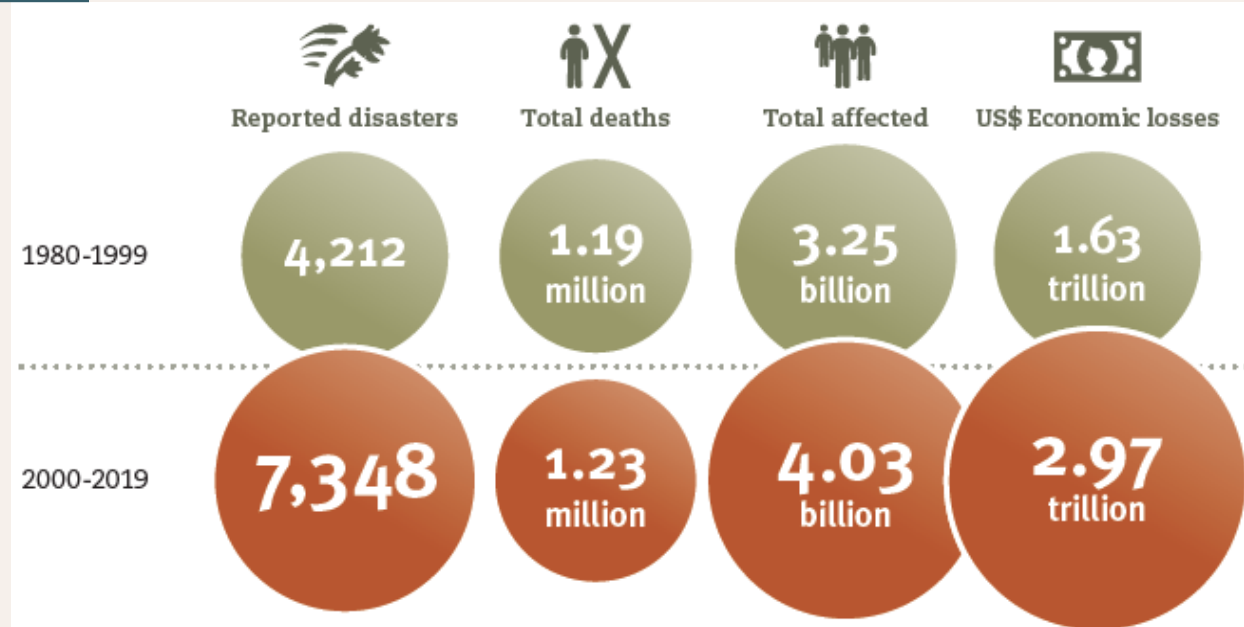 Reported disasters
Total deaths
Total affected
US$ Economic losses
1980-1999
4,212
1.19
million
3.25
billion
1.63
trillion
2000-2019
7,348
1.23
million
4.03
billion
2.97
trillion